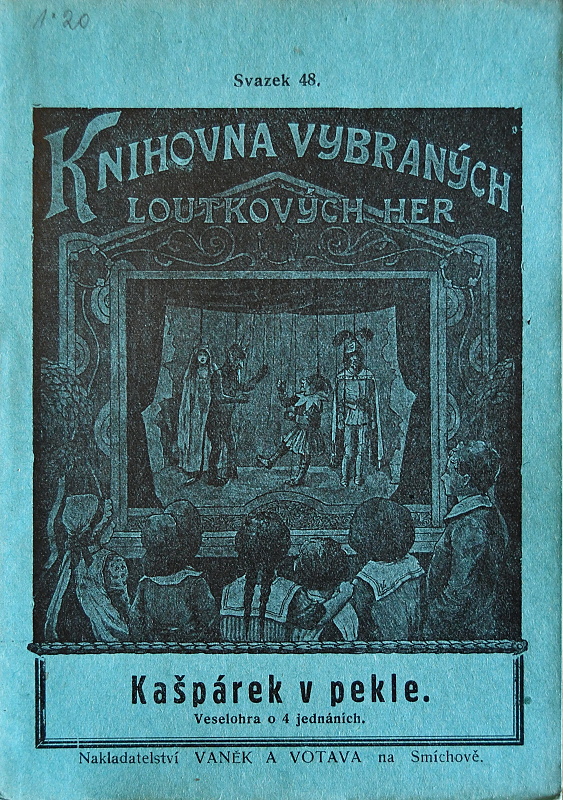 1·20
Svazek 48.
KNIHOVNA VYBRANÝCH
LOUTKOVÝCH HER
Kašpárek v pekle.
Veselohra o 4 jednáních.
Nakladatelství VANĚK A VOTAVA na Smíchově.